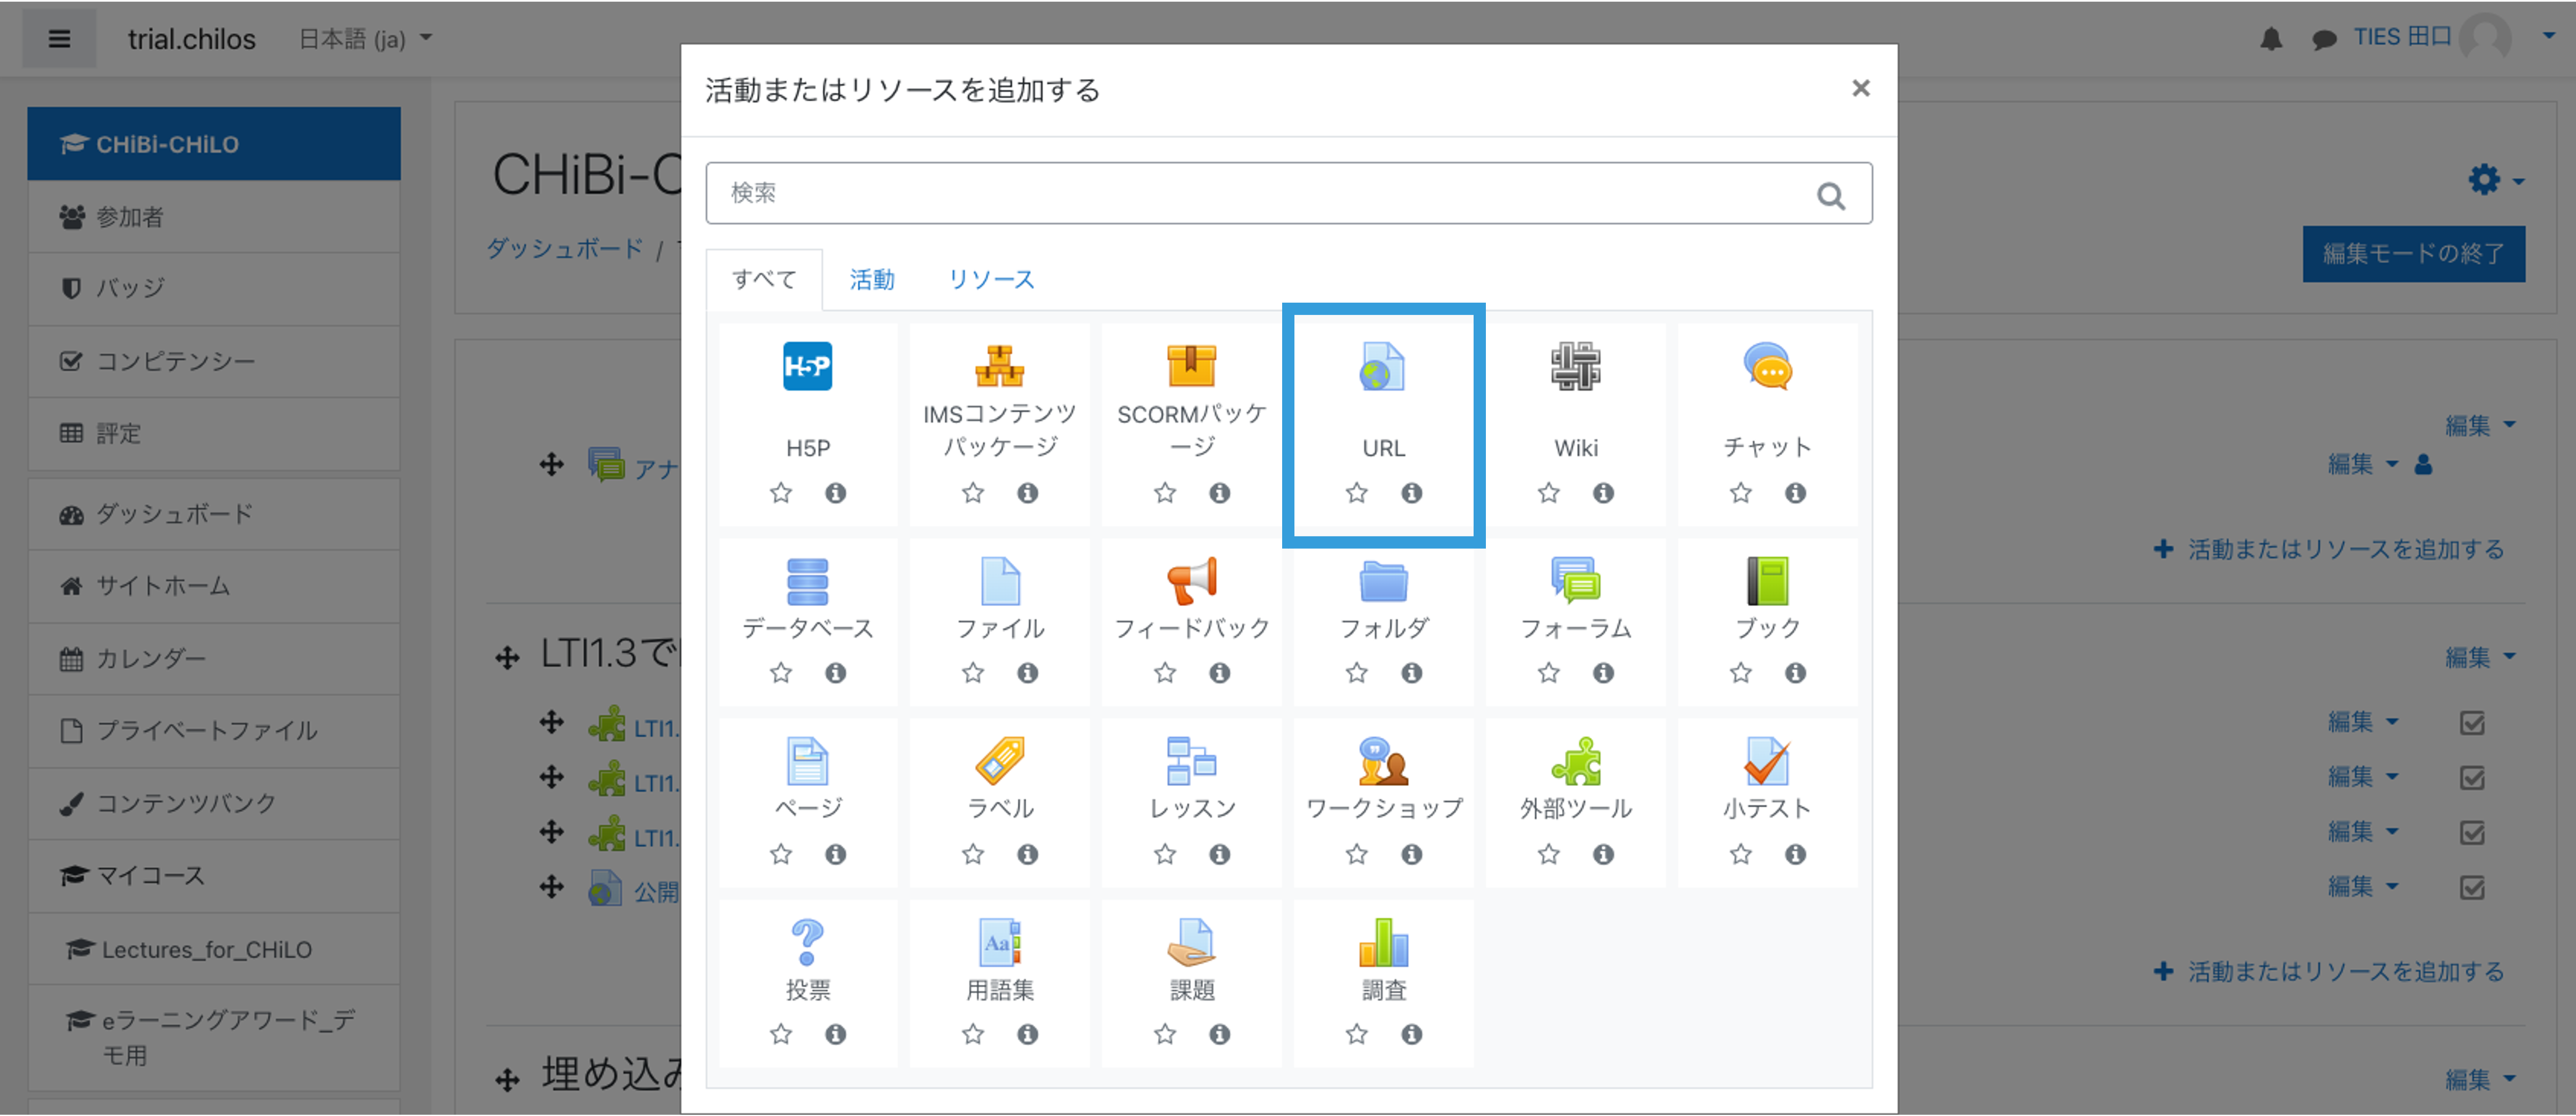 trial.chilos 日本語 (ja)
TIES 田口
CHiBi-CHiLO
参加者
バッジ
コンピテンシー
評定
ダッシュボード
サイトホーム
カレンダー
プライベートファイル
コンテンツバンク
マイコース
Lectures_for_CHiLO
eラーニングアワード_デ
モ用
CHiBi-C
ダッシュボード /
編集モードの終了
編集
アナ
編集
活動またはリソースを追加する
LTI1.3で
編集
LTI1.
編集
LTI1.
編集
LTI1.
編集
公開
編集
活動またはリソースを追加する
埋め込み
編集
活動またはリソースを追加する
×
検索
すべて 活動 リソース
H5P
H5P
IMSコンテンツ
パッケージ
SCORMパッケ
ージ
URL
Wiki
チャット
データベース
ファイル
フィードバック
フォルダ
フォーラム
ブック
ページ
ラベル
レッスン
ワークショップ
外部ツール
小テスト
投票
Aa
用語集
課題
調査